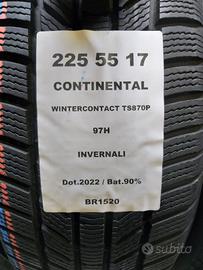 225 55 17
CONTINENTAL
WINTERCONTACT TS870P
97H
INVERNALI
Dot.2022 / Bat.90%
BR1520
subito